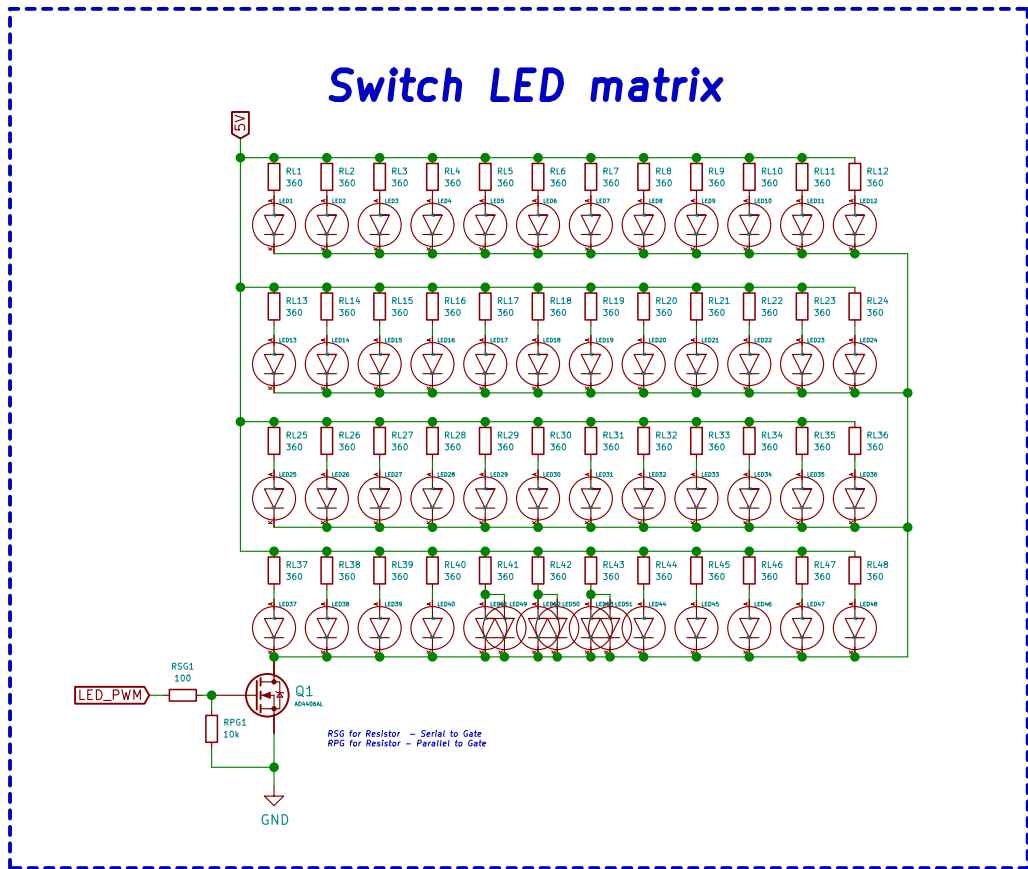 Switch LED matrix
5V
RL1 RL2 RL3 RL4 RL5 RL6 RL7 RL8 RL9 RL10 RL11 RL12
360 360 360 360 360 360 360 360 360 360 360 360
A LED1 A LED2 A LED3 A LED4 A LED5 A LED6 A LED7 A LED8 A LED9 A LED10 A LED11 A LED12
K K K K K K K K K K K K
RL13 RL14 RL15 RL16 RL17 RL18 RL19 RL20 RL21 RL22 RL23 RL24
360 360 360 360 360 360 360 360 360 360 360 360
A LED13 A LED14 A LED15 A LED16 A LED17 A LED18 A LED19 A LED20 A LED21 A LED22 A LED23 A LED24
K K K K K K K K K K K K
RL25 RL26 RL27 RL28 RL29 RL30 RL31 RL32 RL33 RL34 RL35 RL36
360 360 360 360 360 360 360 360 360 360 360 360
A LED25 A LED26 A LED27 A LED28 A LED29 A LED30 A LED31 A LED32 A LED33 A LED34 A LED35 A LED36
K K K K K K K K K K K K
RL37 RL38 RL39 RL40 RL41 RL42 RL43 RL44 RL45 RL46 RL47 RL48
360 360 360 360 360 360 360 360 360 360 360 360
A LED37 A LED38 A LED39 A LED40 A LED49 A LED50 A LED51 A LED44 A LED45 A LED46 A LED47 A LED48
K K K K K K K K K K K K
RSG1
100
LED_PWM
Q1
AO4406AL
RPG1
10k
RSG for Resistor - Serial to Gate
RPG for Resistor - Parallel to Gate
GND